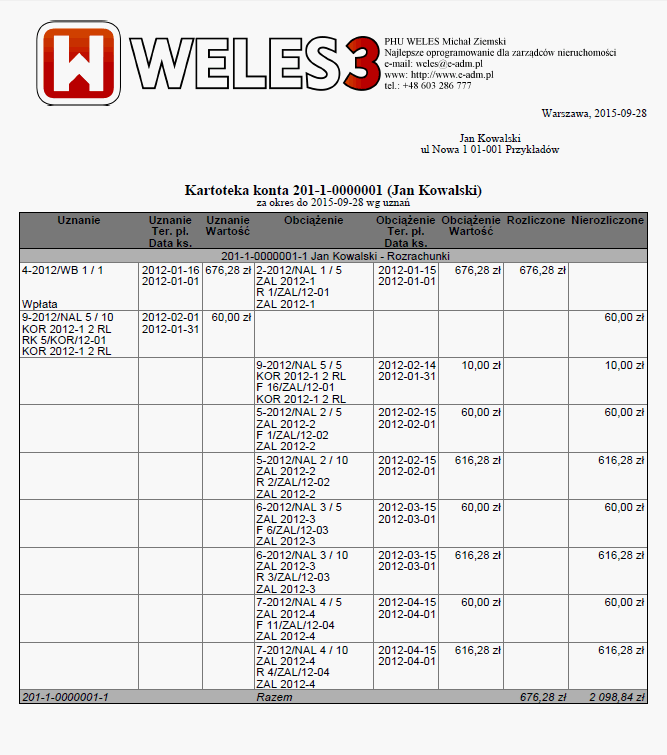 WELES3
PHU WELES Michał Ziemski
Najlepsze oprogramowanie dla zarządców nieruchomości
e-mail: weles@e-adm.pl
www: http://www.e-adm.pl
tel.: +48 603 286 777
Warszawa, 2015-09-28
Jan Kowalski
ul Nowa 1 01-001 Przykładów
Kartoteka konta 201-1-0000001 (Jan Kowalski)
za okres do 2015-09-28 wg uznań
Uznanie Uznanie Uznanie Obciążenie Obciążenie Obciążenie Rozliczone Nierozliczone
Ter. pł. Wartość Ter. pł. Wartość
Data ks. Data ks.
201-1-0000001-1 Jan Kowalski - Rozrachunki
4-2012/WB 1 / 1 2012-01-16 676,28 zł 2-2012/NAL 1 / 5 2012-01-15 676,28 zł 676,28 zł
2012-01-01 ZAL 2012-1 2012-01-01
R 1/ZAL/12-01
Wpłata ZAL 2012-1
9-2012/NAL 5 / 10 2012-02-01 60,00 zł 60,00 zł
KOR 2012-1 2 RL 2012-01-31
RK 5/KOR/12-01
KOR 2012-1 2 RL
9-2012/NAL 5 / 5 2012-02-14 10,00 zł 10,00 zł
KOR 2012-1 2 RL 2012-01-31
F 16/ZAL/12-01
KOR 2012-1 2 RL
5-2012/NAL 2 / 5 2012-02-15 60,00 zł 60,00 zł
ZAL 2012-2 2012-02-01
F 1/ZAL/12-02
ZAL 2012-2
5-2012/NAL 2 / 10 2012-02-15 616,28 zł 616,28 zł
ZAL 2012-2 2012-02-01
R 2/ZAL/12-02
ZAL 2012-2
6-2012/NAL 3 / 5 2012-03-15 60,00 zł 60,00 zł
ZAL 2012-3 2012-03-01
F 6/ZAL/12-03
ZAL 2012-3
6-2012/NAL 3 / 10 2012-03-15 616,28 zł 616,28 zł
ZAL 2012-3 2012-03-01
R 3/ZAL/12-03
ZAL 2012-3
7-2012/NAL 4 / 5 2012-04-15 60,00 zł 60,00 zł
ZAL 2012-4 2012-04-01
F 11/ZAL/12-04
ZAL 2012-4
7-2012/NAL 4 / 10 2012-04-15 616,28 zł 616,28 zł
ZAL 2012-4 2012-04-01
R 4/ZAL/12-04
ZAL 2012-4
201-1-0000001-1 Razem 676,28 zł 2 098,84 zł